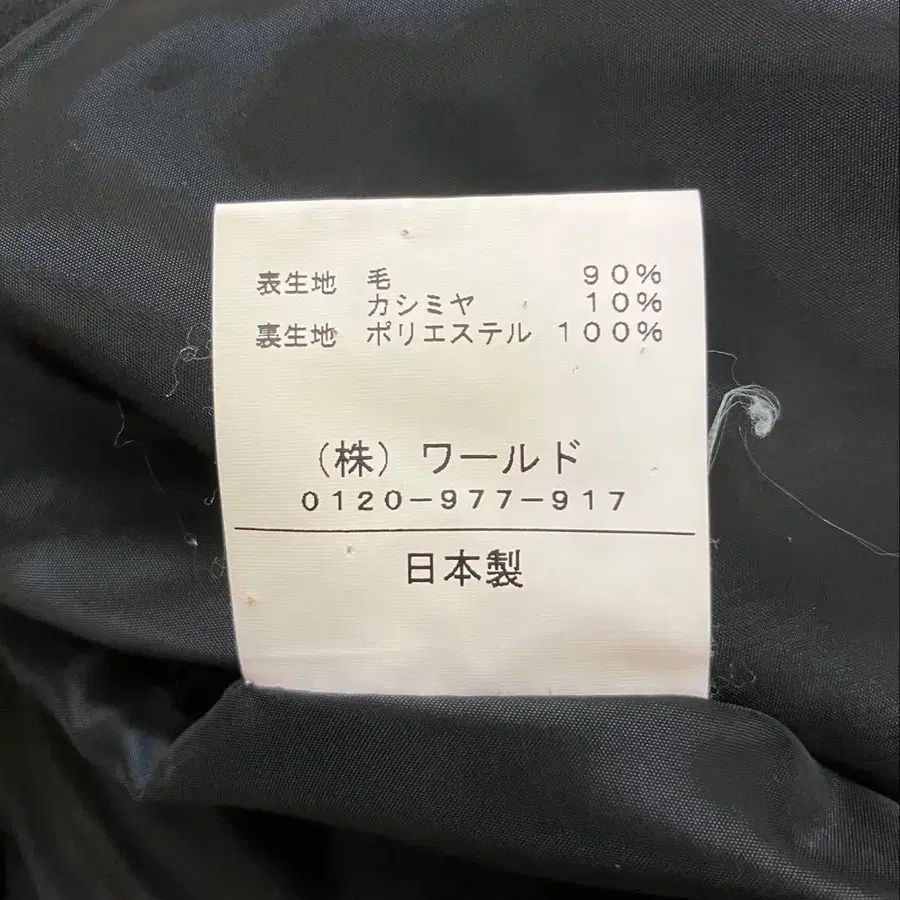 表生地 毛 90%
カシミヤ 10%
裏生地 ポリエステル 100%
(株) ワールド
0120-977-917
日本製